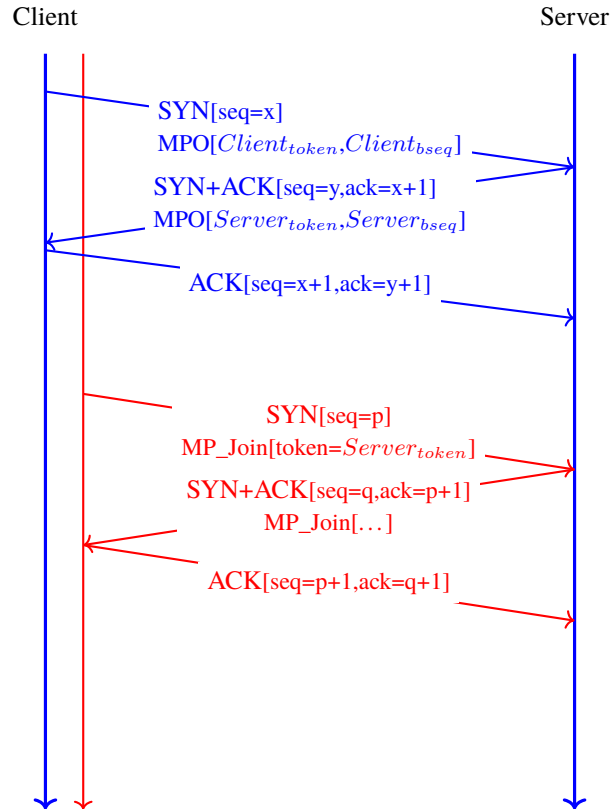 Client Server
SYN[seq=x]
MPO[Client_token,Client_bseq]
SYN+ACK[seq=y,ack=x+1]
MPO[Server_token,Server_bseq]
ACK[seq=x+1,ack=y+1]
SYN[seq=p]
MP_Join[token=Server_token]
SYN+ACK[seq=q,ack=p+1]
MP_Join[...]
ACK[seq=p+1,ack=q+1]